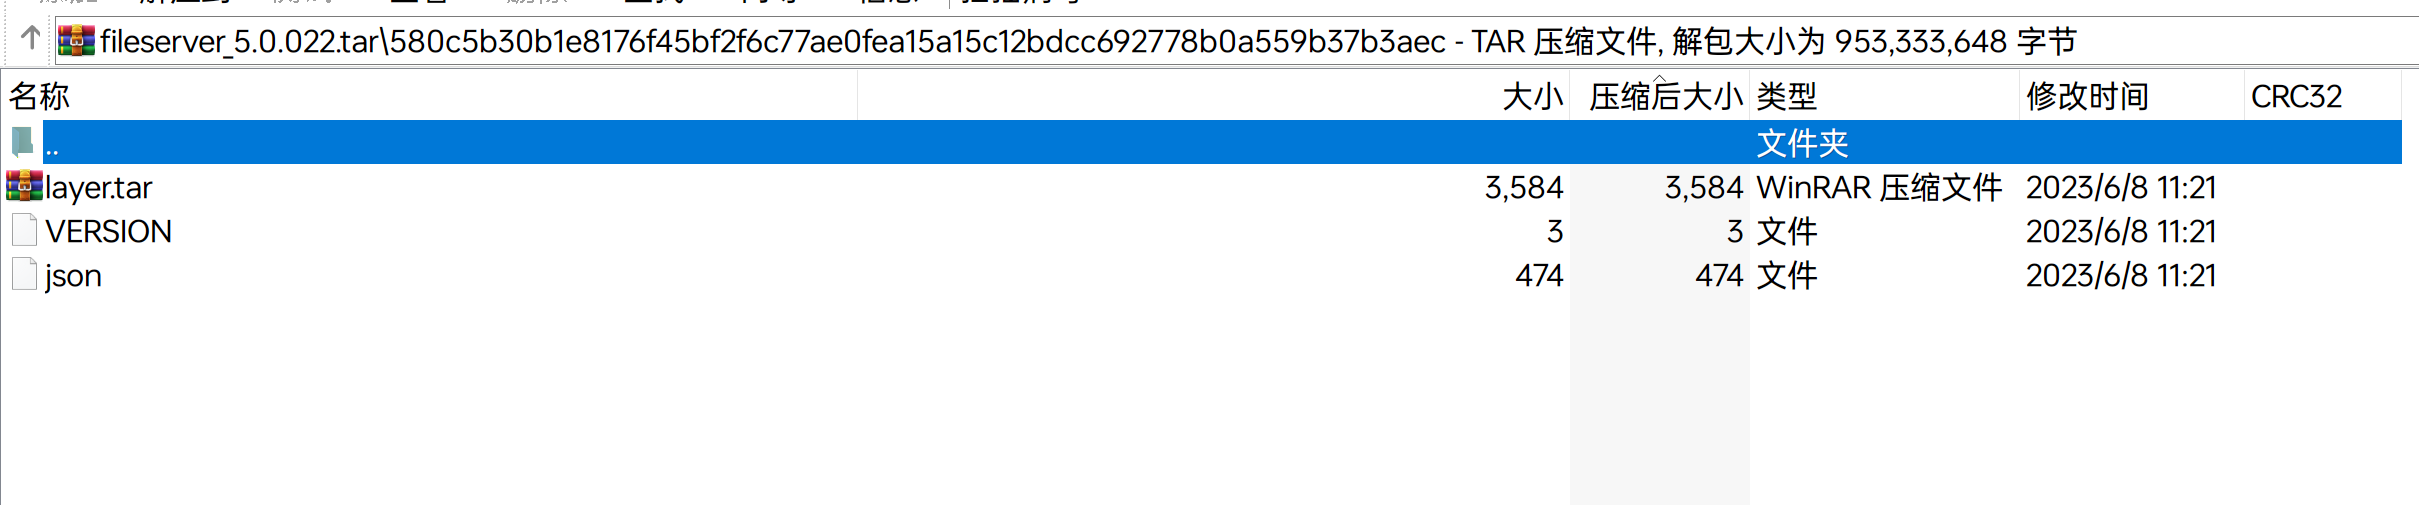 fileserver_5.0.022.tar\580c5b30b1e8176f45bf2f6c77ae0fea15a15c12bdcc692778b0a559b37b3aec - TAR 压缩文件, 解包大小为 953,333,648 字节
名称 大小 压缩后大小 类型 修改时间 CRC32
.. 文件夹
layer.tar 3,584 3,584 WinRAR 压缩文件 2023/6/8 11:21
VERSION 3 3 文件 2023/6/8 11:21
json 474 474 文件 2023/6/8 11:21